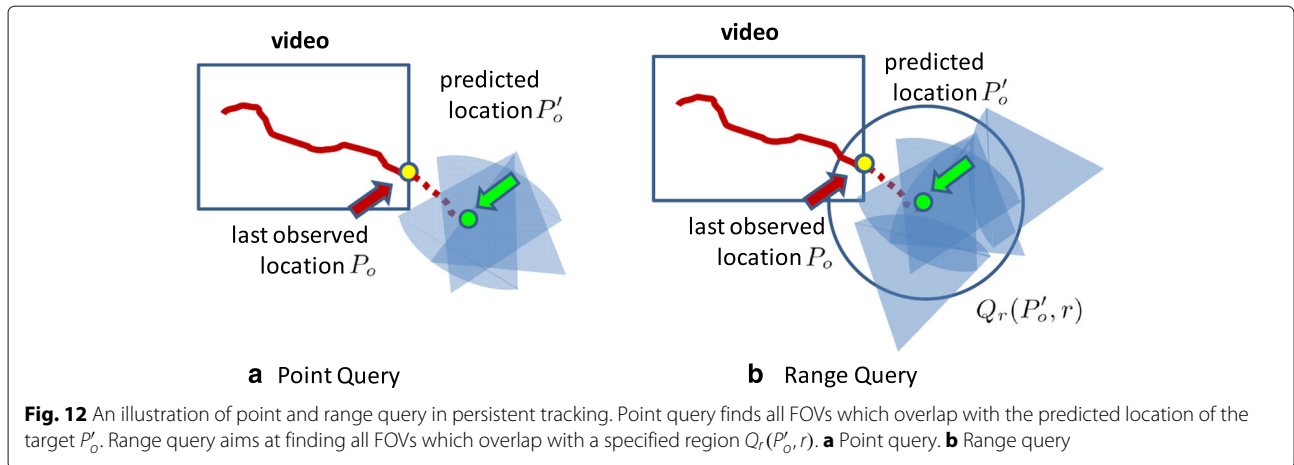 video
predicted
location P′ₒ
last observed
location Pₒ
a Point Query
video
predicted
location P′ₒ
last observed
location Pₒ
Qᵣ(P′ₒ, r)
b Range Query
Fig. 12 An illustration of point and range query in persistent tracking. Point query finds all FOVs which overlap with the predicted location of the
target P′ₒ. Range query aims at finding all FOVs which overlap with a specified region Qᵣ(P′ₒ, r). a Point query. b Range query